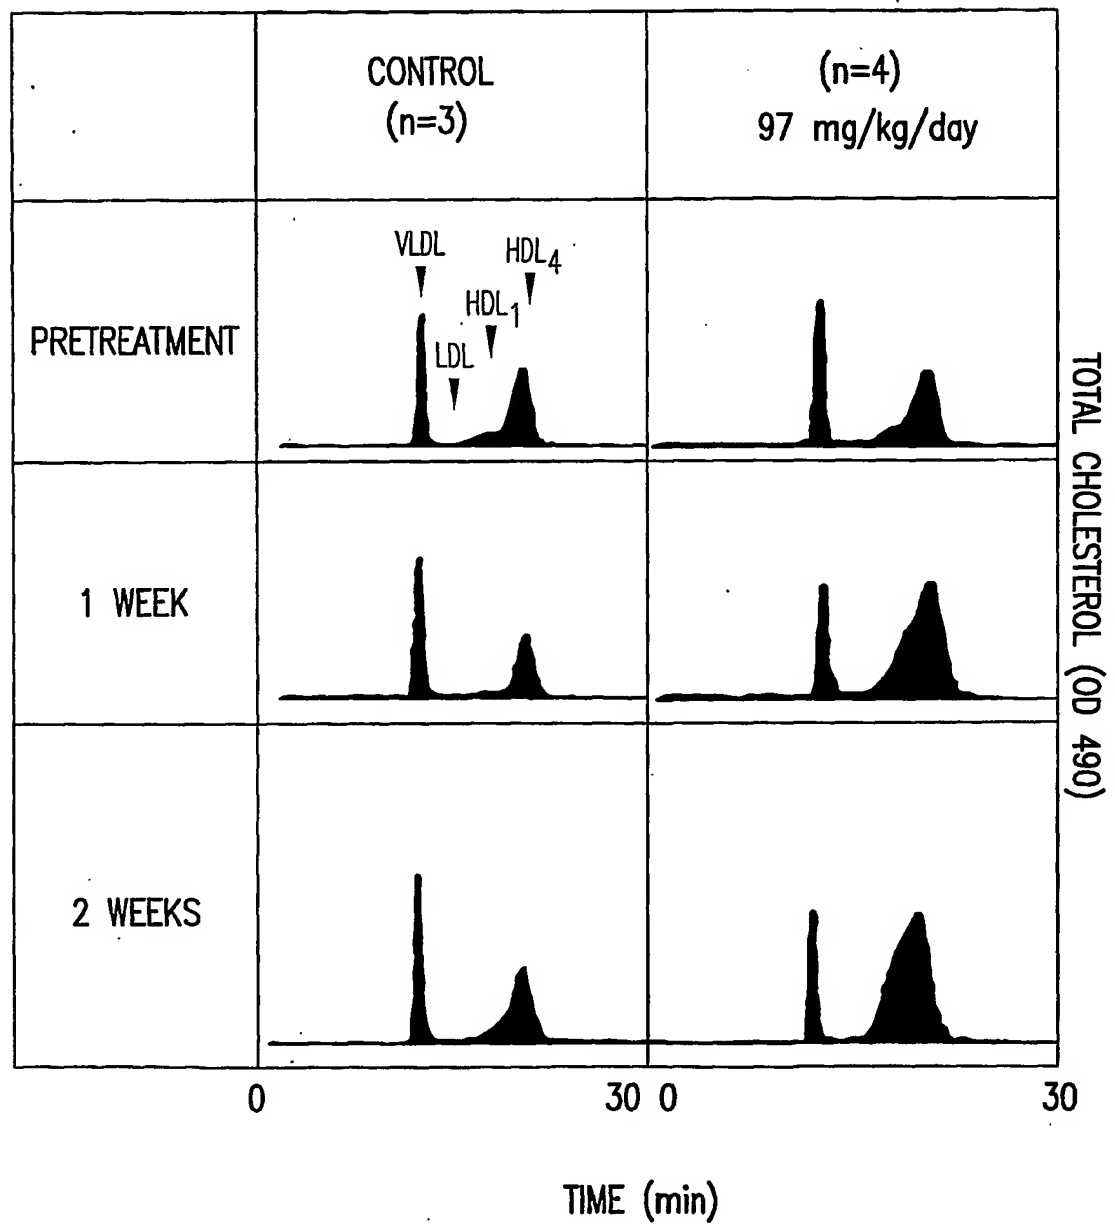 CONTROL
(n=3)
(n=4)
97 mg/kg/day
PRETREATMENT
VLDL
LDL
HDL1
HDL4
1 WEEK
2 WEEKS
TOTAL CHOLESTEROL (OD 490)
0
30
0
30
TIME (min)